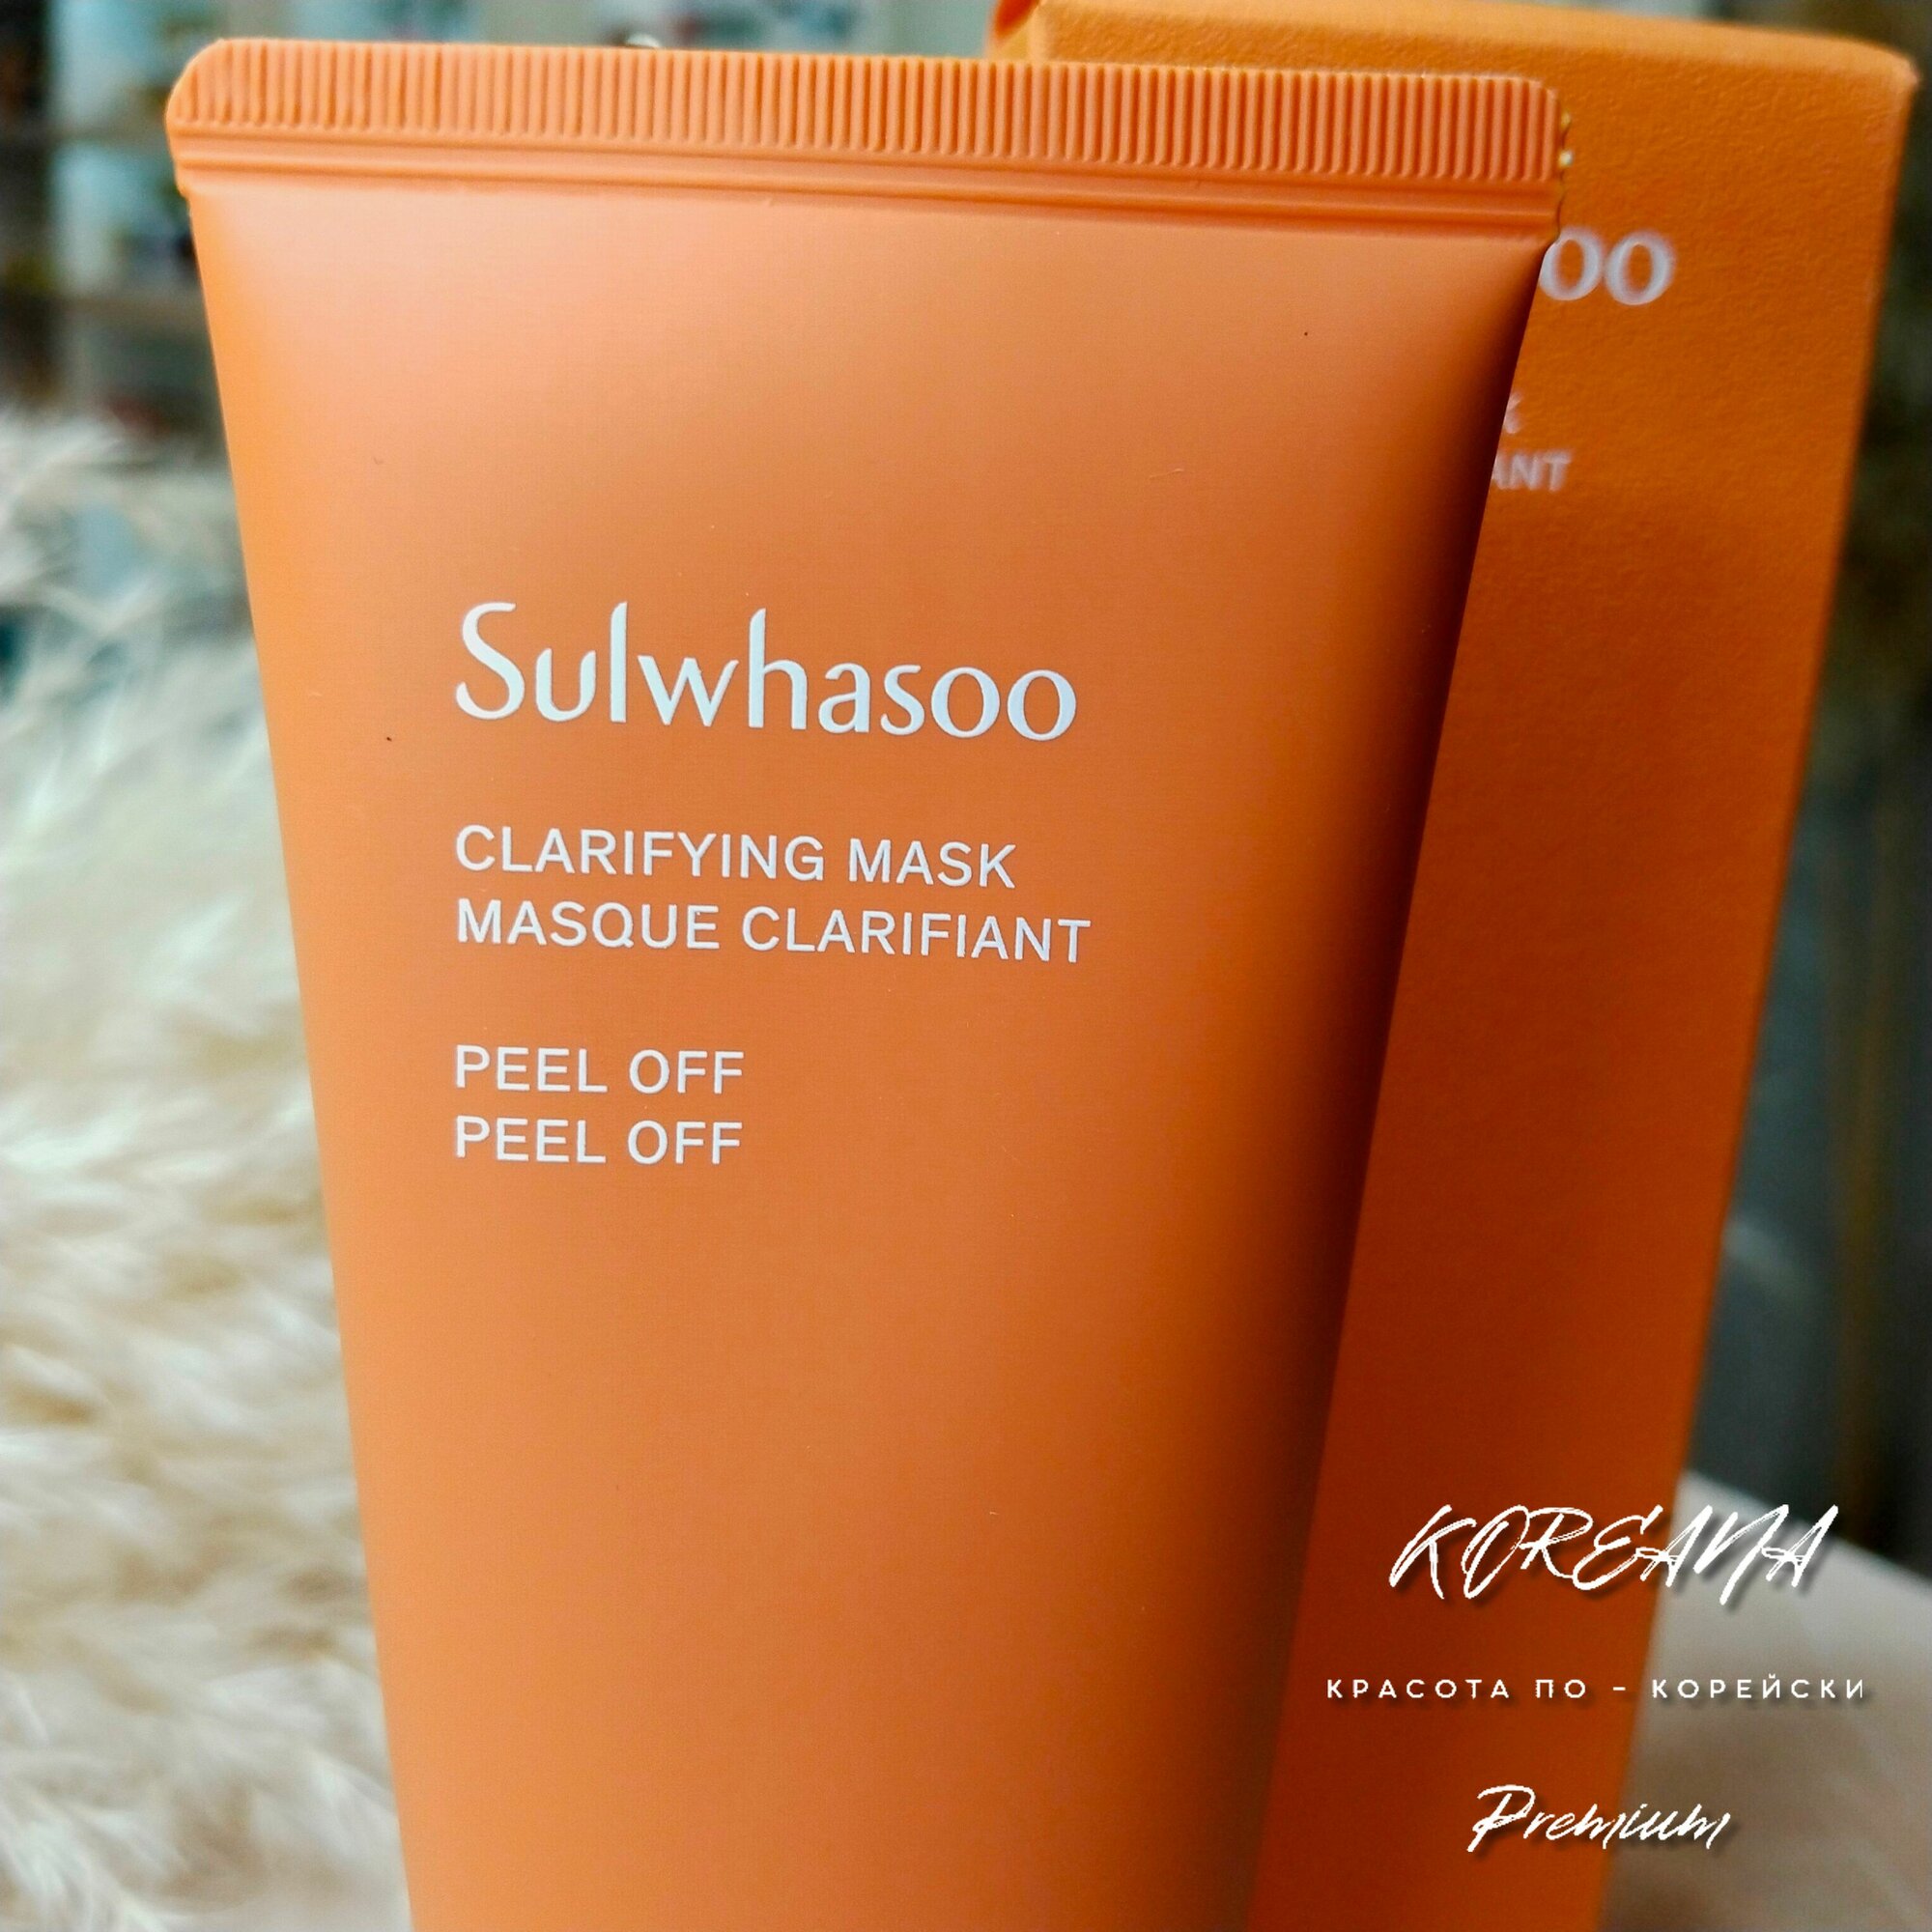 Sulwhasoo
CLARIFYING MASK
MASQUE CLARIFIANT
PEEL OFF
PEEL OFF
KOREANA
КРАСОТА ПО - КОРЕЙСКИ
Premium